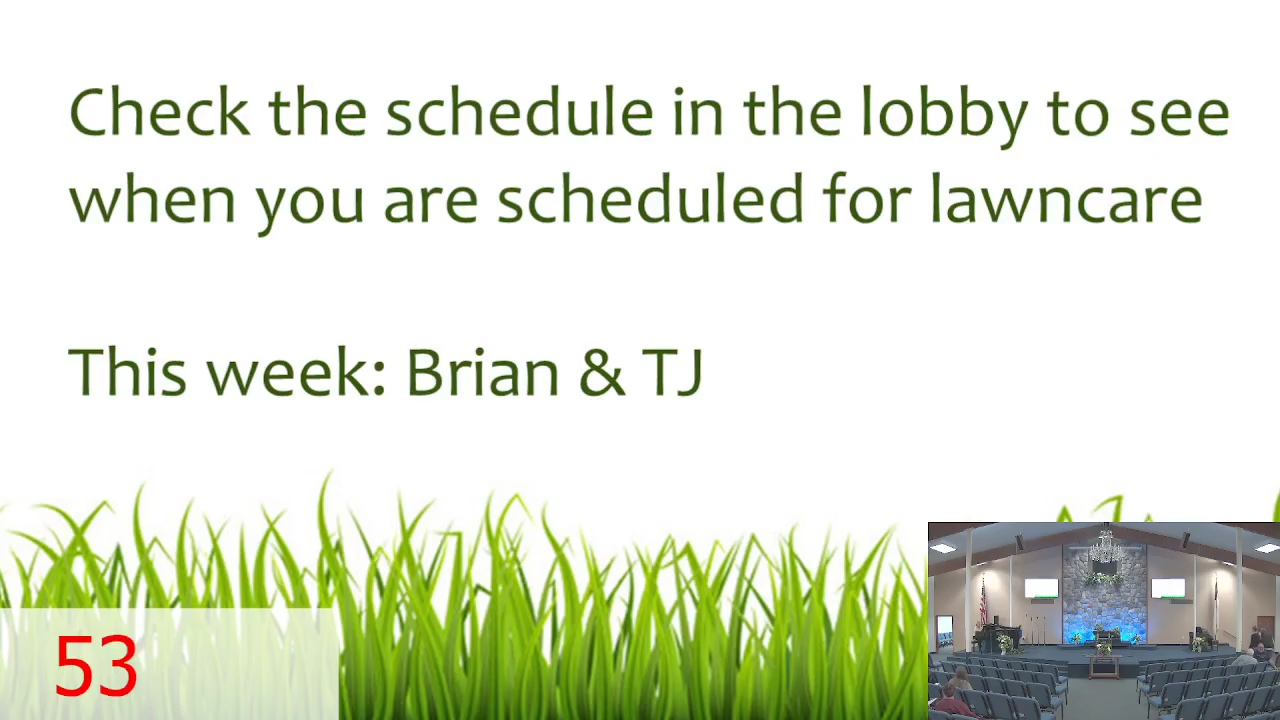 Check the schedule in the lobby to see
when you are scheduled for lawncare
This week: Brian & TJ
53